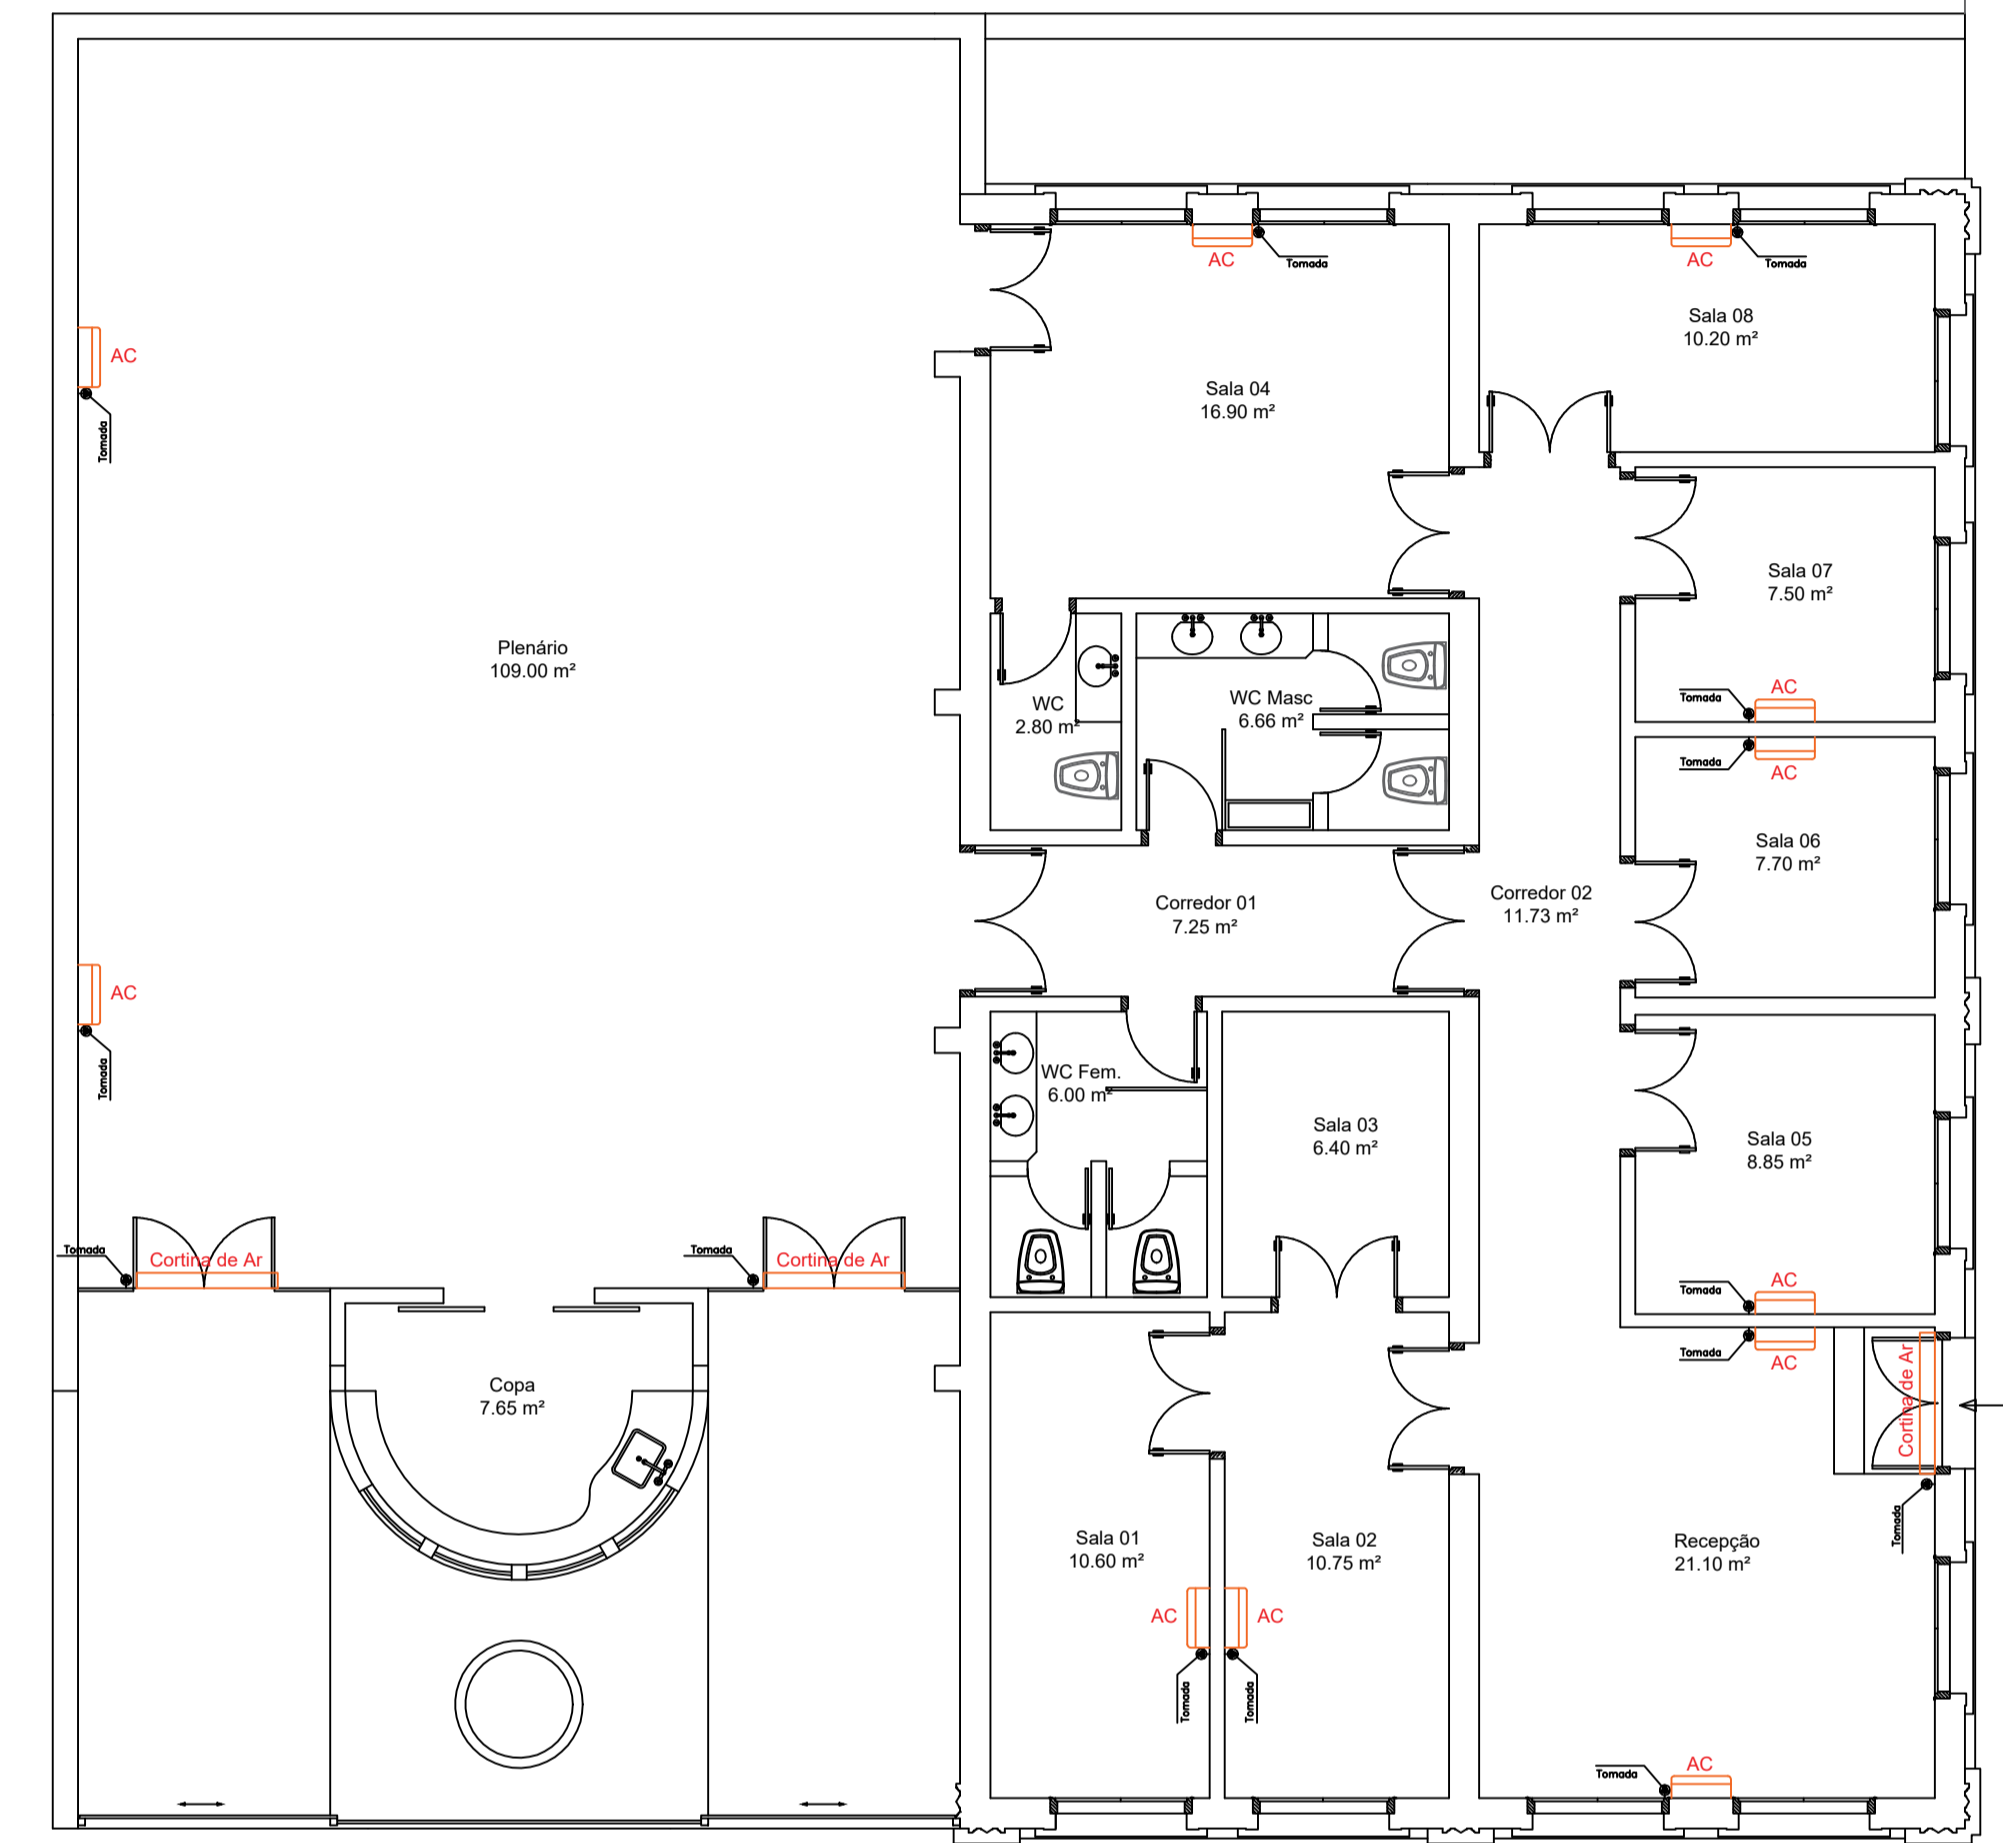 AC
Tomada
AC
Tomada
Sala 08
10.20 m²
AC
Tomada
Sala 04
16.90 m²
Sala 07
7.50 m²
Plenário
109.00 m²
AC
Tomada
WC
2.80 m²
WC Masc
6.66 m²
Tomada
AC
Sala 06
7.70 m²
Corredor 01
7.25 m²
Corredor 02
11.73 m²
AC
Tomada
WC Fem.
6.00 m²
Sala 03
6.40 m²
Sala 05
8.85 m²
Tomada
Cortina de Ar
Tomada
Cortina de Ar
AC
Tomada
Tomada
AC
Cortina de Ar
Tomada
Copa
7.65 m²
Sala 01
10.60 m²
Sala 02
10.75 m²
Recepção
21.10 m²
AC
AC
Tomada
Tomada
AC
Tomada